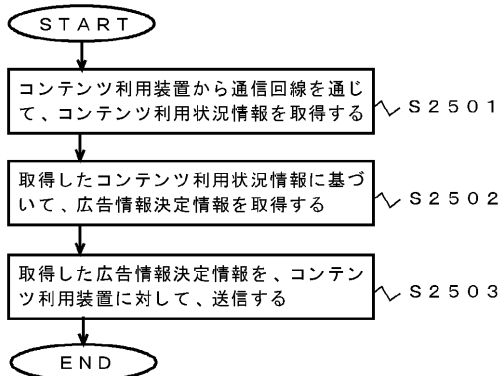 START
コンテンツ利用装置から通信回線を通じ
て、コンテンツ利用状況情報を取得する
S2501
取得したコンテンツ利用状況情報に基づ
いて、広告情報決定情報を取得する
S2502
取得した広告情報決定情報を、コンテン
ツ利用装置に対して、送信する
S2503
END